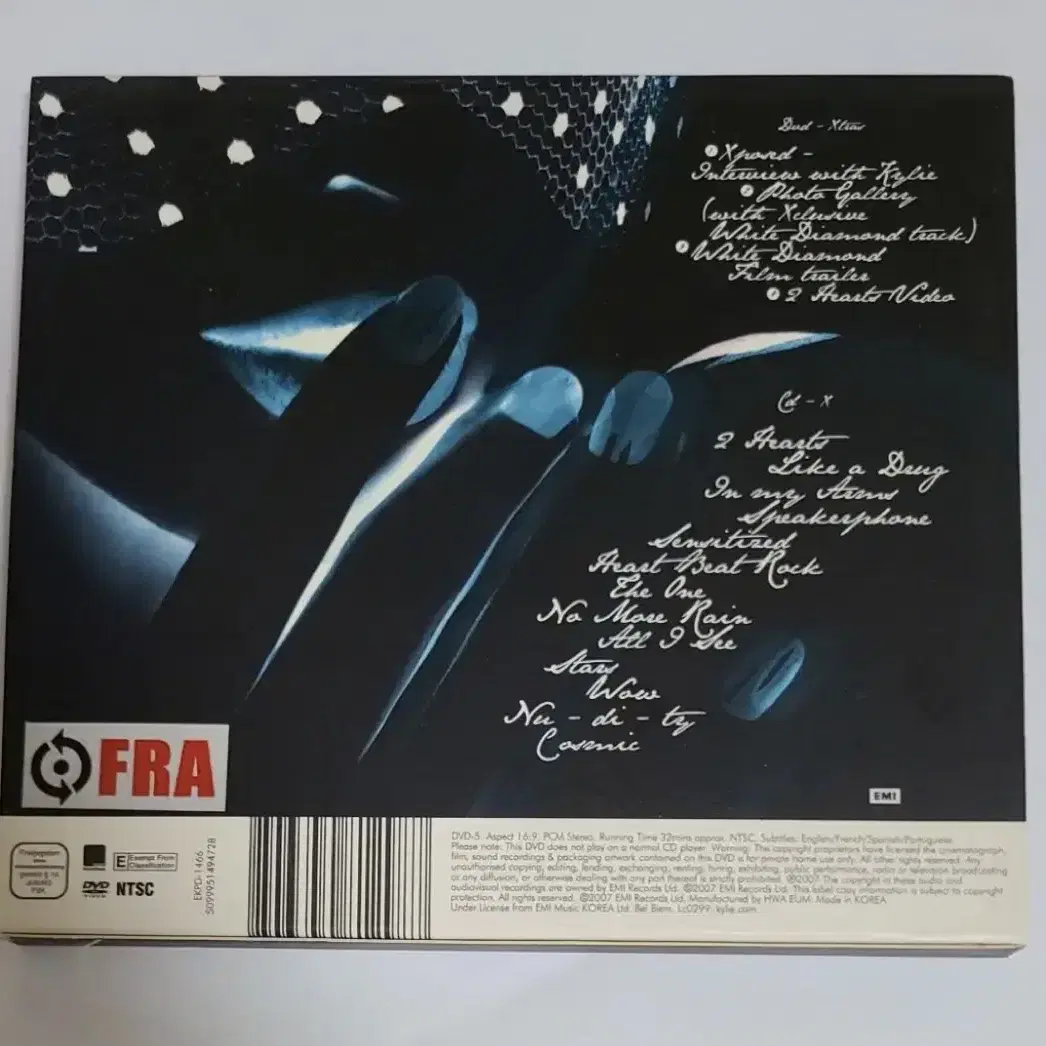 Dvd - Xtras
Xposed -
Interview with Kylie
Photo Gallery
(with Xclusive
White Diamond track)
White Diamond
Film trailer
2 Hearts Video
Cd - X
2 Hearts
Like a Drug
In my Arms
Speakerphone
Sensitized
Heart Beat Rock
The One
No More Rain
All I See
Stars
Wow
Nu - di - ty
Cosmic
FRA
EMI
E Exempt From Classification
DVD VIDEO
NTSC
EKPD-1466
5099951494728
DVD-5. Aspect 16:9. PCM Stereo. Running Time 32mins approx. NTSC. Subtitles: English/French/Spanish/Portuguese.
Please note: This DVD does not play on a normal CD player. Warning: The copyright proprietors have licensed the cinematograph,
film, sound recordings & packaging artwork contained on this DVD is for private home use only. All other rights reserved. Any
unauthorised copying, editing, lending, exchanging, renting, hiring, exhibiting, public performance, radio or television broadcasting
or any diffusion, or otherwise dealing with any part thereof is strictly prohibited. ℗2007 The copyright in these audio and
audiovisual recordings are owned by EMI Records Ltd. ©2007 EMI Records Ltd. This label copy information is subject to copyright
protection. All rights reserved. ©2007 EMI Records Ltd. Manufactured by HWA EUM. Made in KOREA
Under License from EMI Music KOREA Ltd. Bel Biem. Lc0299. kylie.com